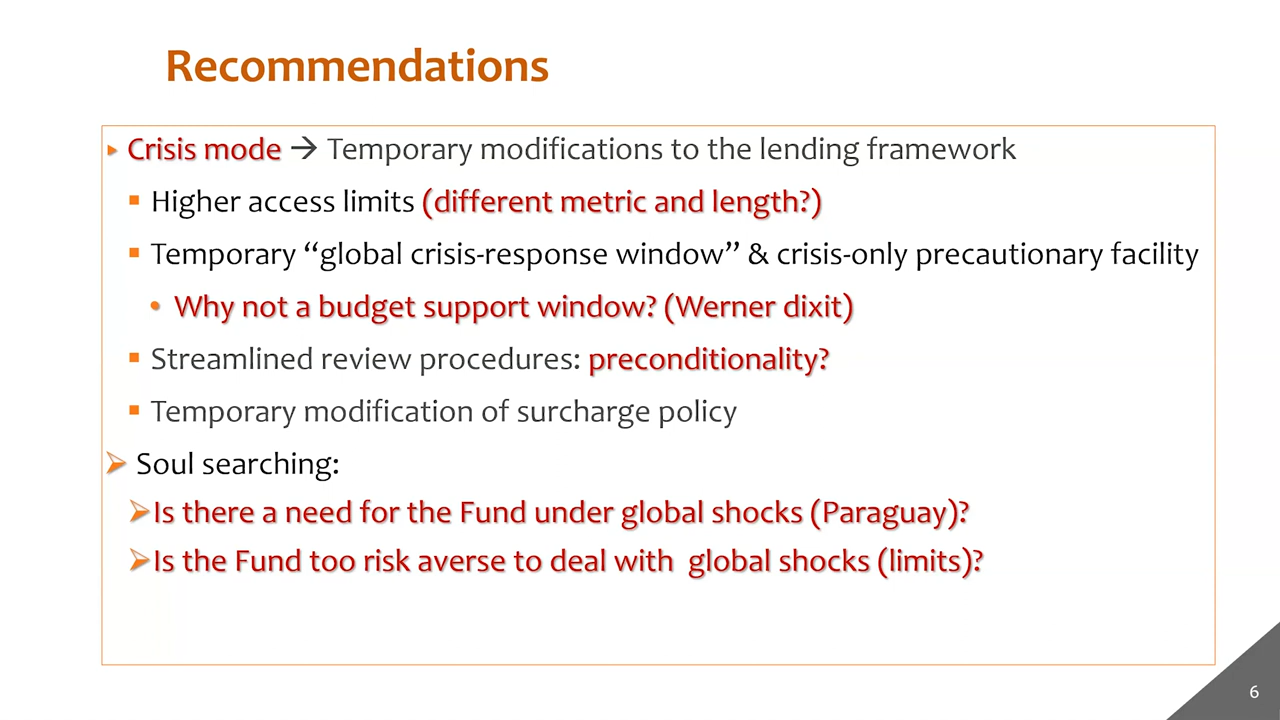 Recommendations
Crisis mode → Temporary modifications to the lending framework
Higher access limits (different metric and length?)
Temporary “global crisis-response window” & crisis-only precautionary facility
Why not a budget support window? (Werner dixit)
Streamlined review procedures: preconditionality?
Temporary modification of surcharge policy
Soul searching:
Is there a need for the Fund under global shocks (Paraguay)?
Is the Fund too risk averse to deal with  global shocks (limits)?
6